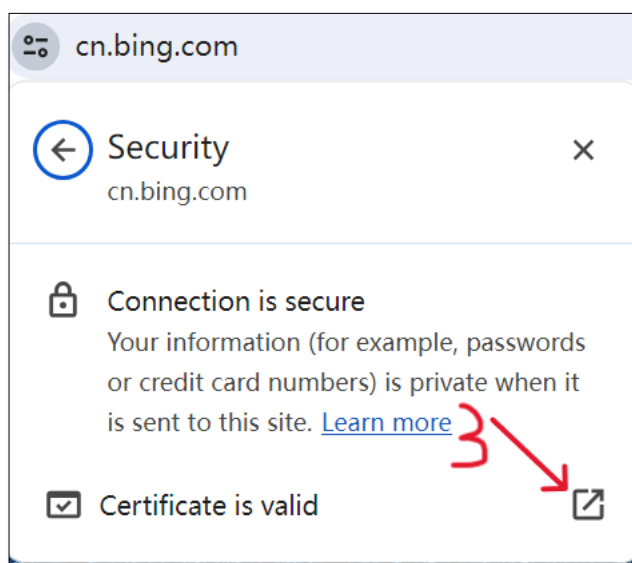 cn.bing.com
Security
cn.bing.com
Connection is secure
Your information (for example, passwords
or credit card numbers) is private when it
is sent to this site. Learn more
3
Certificate is valid